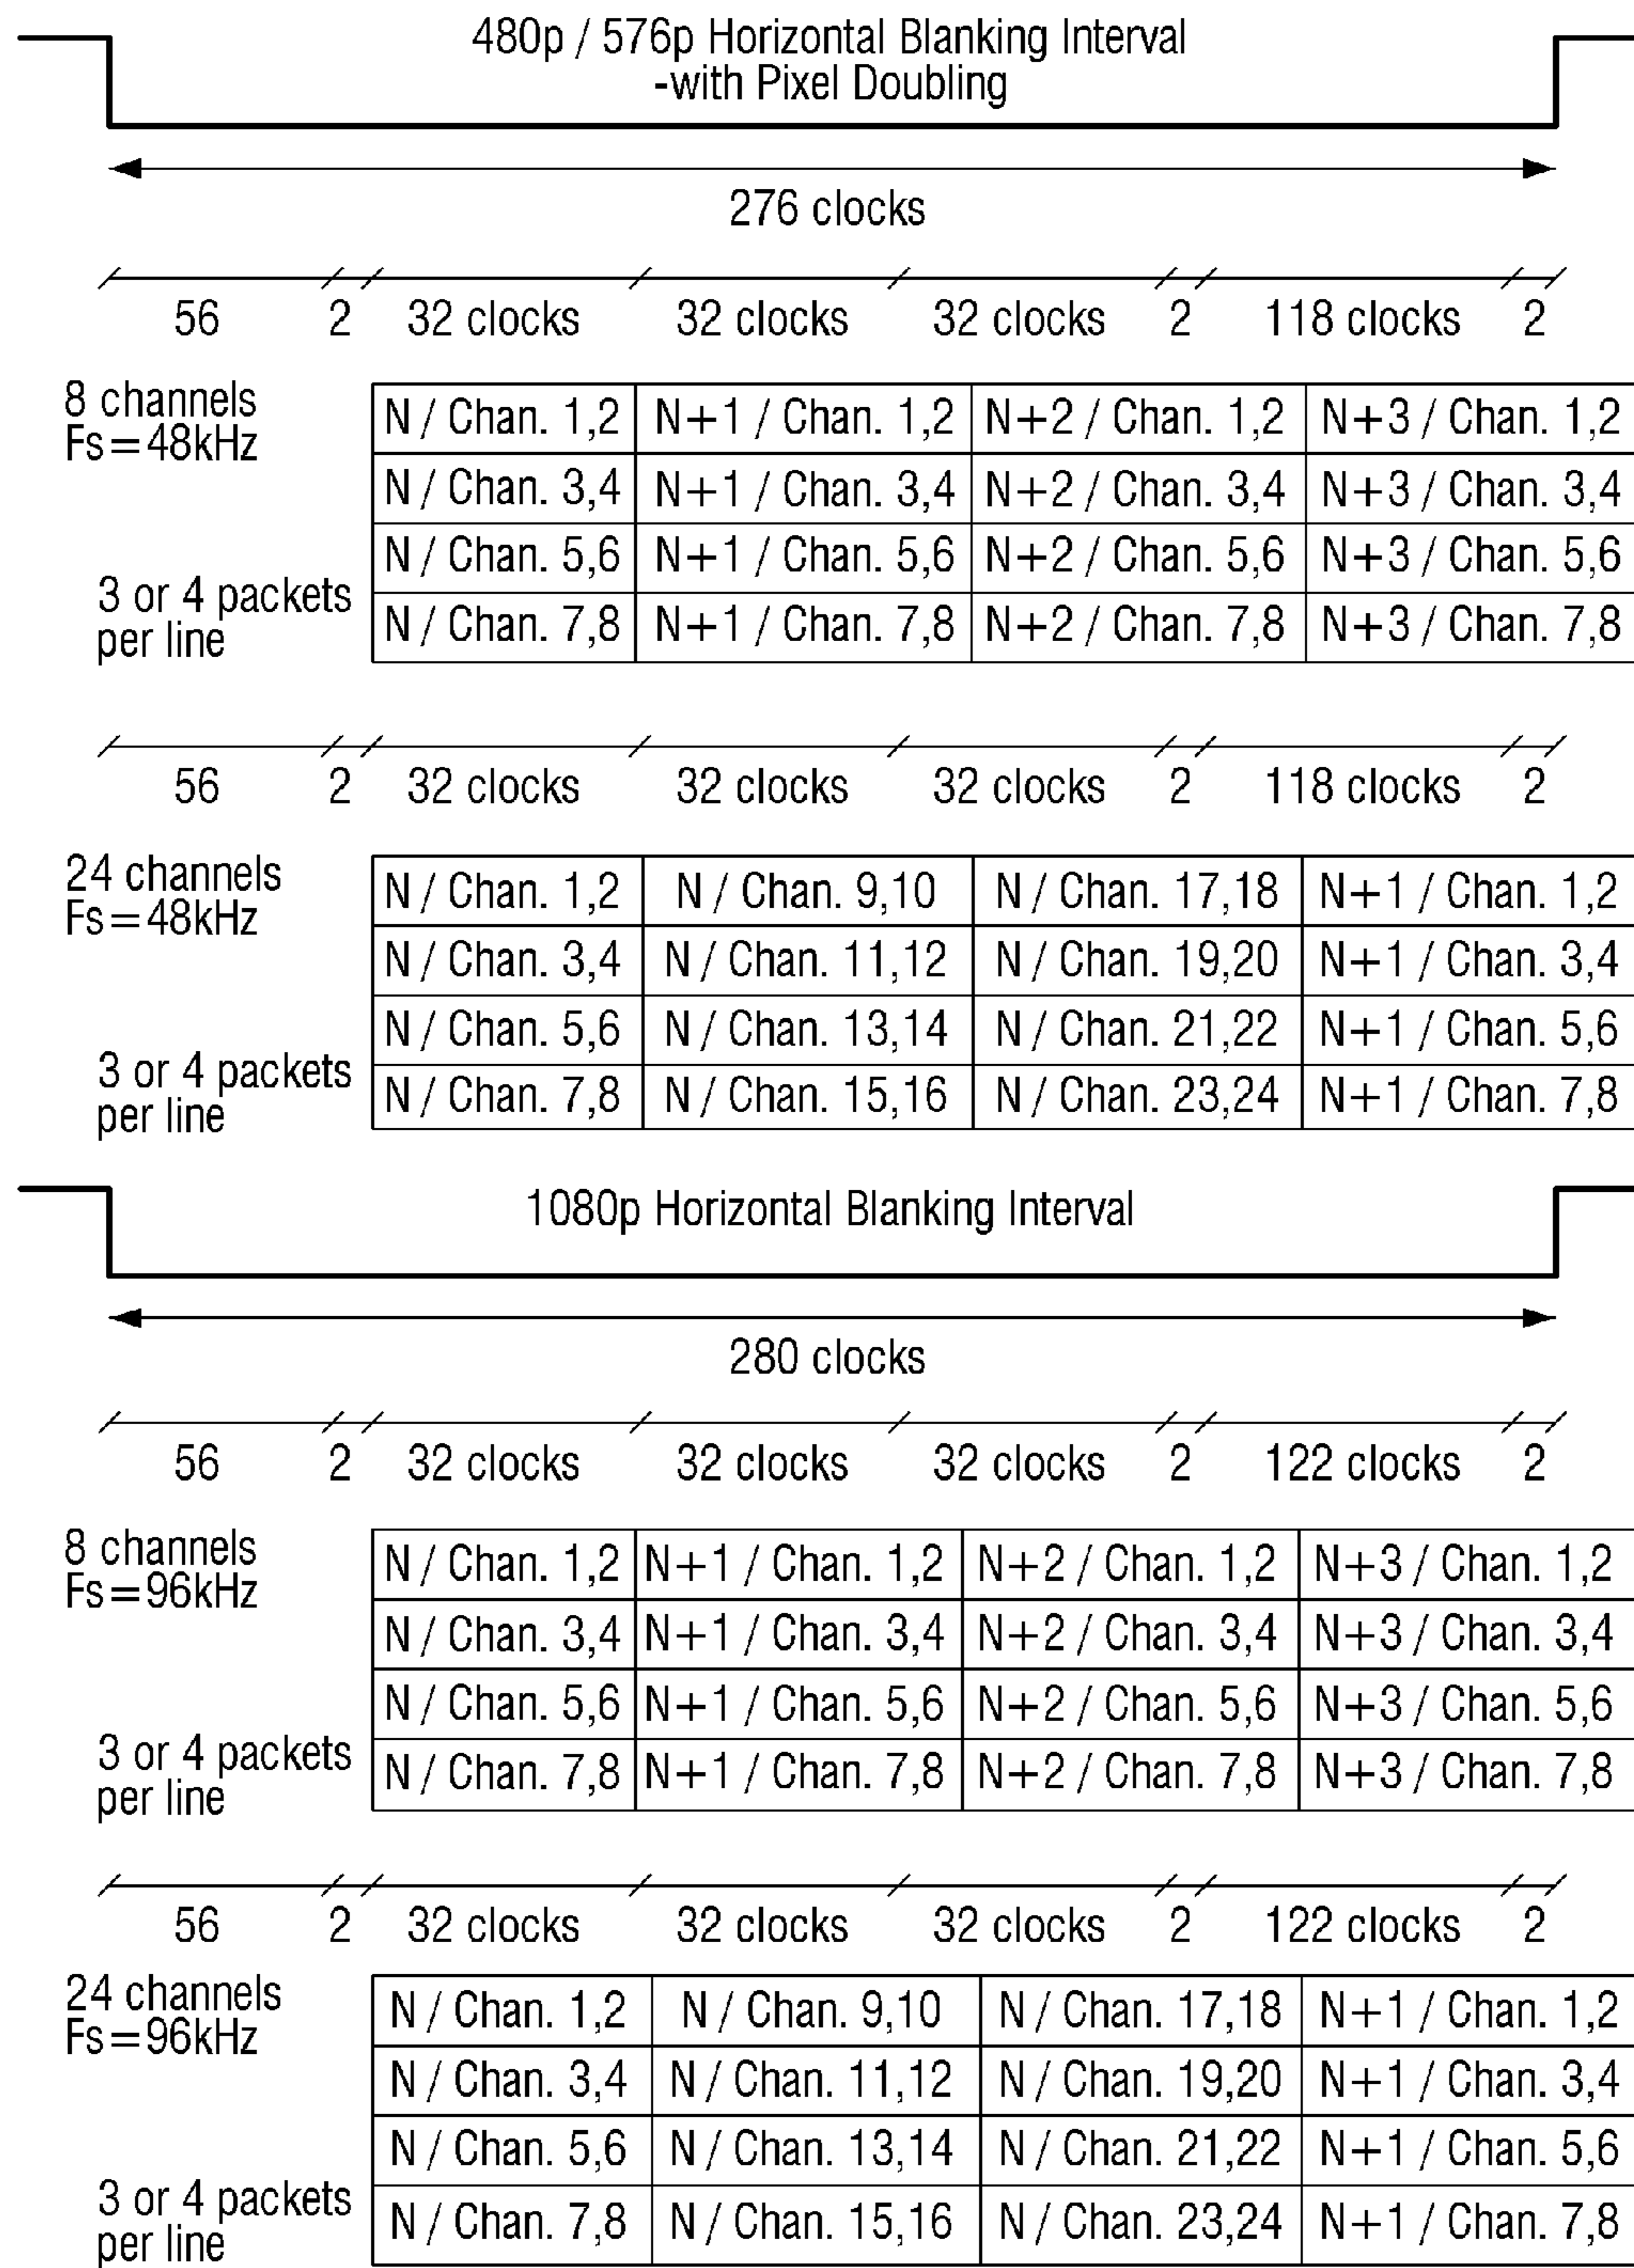 480p / 576p Horizontal Blanking Interval
-with Pixel Doubling
276 clocks
56 2 32 clocks 32 clocks 32 clocks 2 118 clocks 2
8 channels
Fs=48kHz
3 or 4 packets
per line
N / Chan. 1,2 N+1 / Chan. 1,2 N+2 / Chan. 1,2 N+3 / Chan. 1,2
N / Chan. 3,4 N+1 / Chan. 3,4 N+2 / Chan. 3,4 N+3 / Chan. 3,4
N / Chan. 5,6 N+1 / Chan. 5,6 N+2 / Chan. 5,6 N+3 / Chan. 5,6
N / Chan. 7,8 N+1 / Chan. 7,8 N+2 / Chan. 7,8 N+3 / Chan. 7,8
56 2 32 clocks 32 clocks 32 clocks 2 118 clocks 2
24 channels
Fs=48kHz
3 or 4 packets
per line
N / Chan. 1,2 N / Chan. 9,10 N / Chan. 17,18 N+1 / Chan. 1,2
N / Chan. 3,4 N / Chan. 11,12 N / Chan. 19,20 N+1 / Chan. 3,4
N / Chan. 5,6 N / Chan. 13,14 N / Chan. 21,22 N+1 / Chan. 5,6
N / Chan. 7,8 N / Chan. 15,16 N / Chan. 23,24 N+1 / Chan. 7,8
1080p Horizontal Blanking Interval
280 clocks
56 2 32 clocks 32 clocks 32 clocks 2 122 clocks 2
8 channels
Fs=96kHz
3 or 4 packets
per line
N / Chan. 1,2 N+1 / Chan. 1,2 N+2 / Chan. 1,2 N+3 / Chan. 1,2
N / Chan. 3,4 N+1 / Chan. 3,4 N+2 / Chan. 3,4 N+3 / Chan. 3,4
N / Chan. 5,6 N+1 / Chan. 5,6 N+2 / Chan. 5,6 N+3 / Chan. 5,6
N / Chan. 7,8 N+1 / Chan. 7,8 N+2 / Chan. 7,8 N+3 / Chan. 7,8
56 2 32 clocks 32 clocks 32 clocks 2 122 clocks 2
24 channels
Fs=96kHz
3 or 4 packets
per line
N / Chan. 1,2 N / Chan. 9,10 N / Chan. 17,18 N+1 / Chan. 1,2
N / Chan. 3,4 N / Chan. 11,12 N / Chan. 19,20 N+1 / Chan. 3,4
N / Chan. 5,6 N / Chan. 13,14 N / Chan. 21,22 N+1 / Chan. 5,6
N / Chan. 7,8 N / Chan. 15,16 N / Chan. 23,24 N+1 / Chan. 7,8